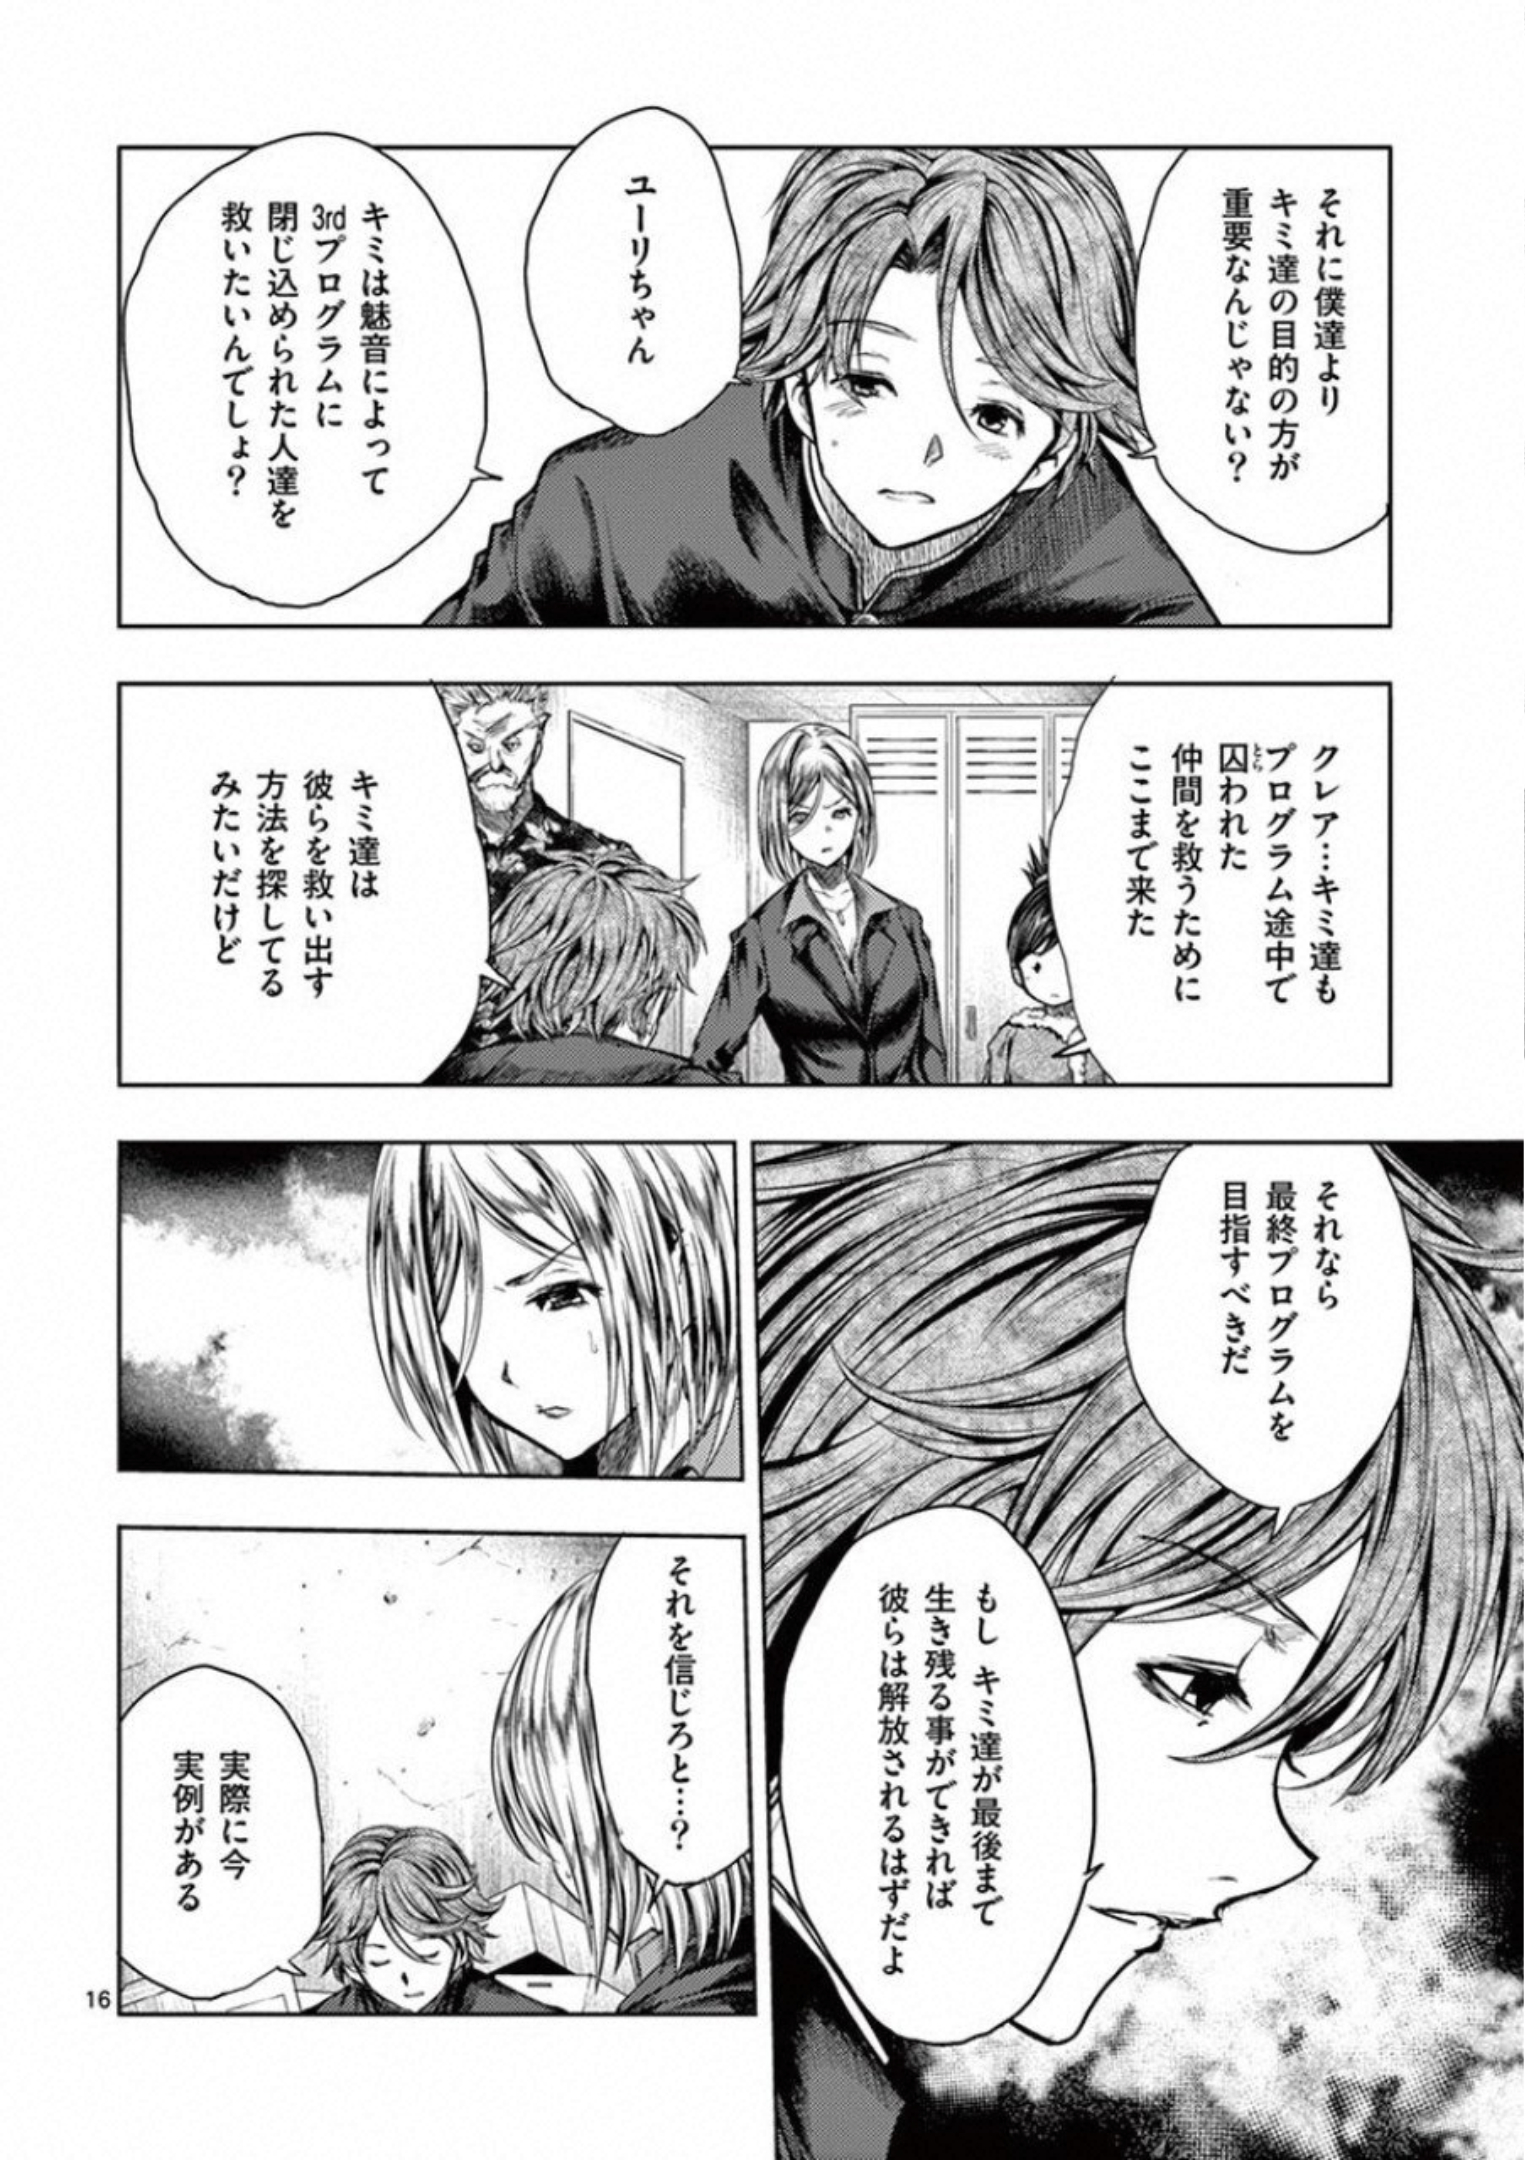 それに僕達より
キミ達の目的の方が
重要なんじゃない？
ユーリちゃん
キミは魅音によって
3rdプログラムに
閉じ込められた人達を
救いたいんでしょ？
クレア…キミ達も
プログラム途中で
囚われた
とら
仲間を救うために
ここまで来た
キミ達は
彼らを救い出す
方法を探してる
みたいだけど
それなら
最終プログラムを
目指すべきだ
もし キミ達が最後まで
生き残る事ができれば
彼らは解放されるはずだよ
それを信じろと…？
実際に今
実例がある
16